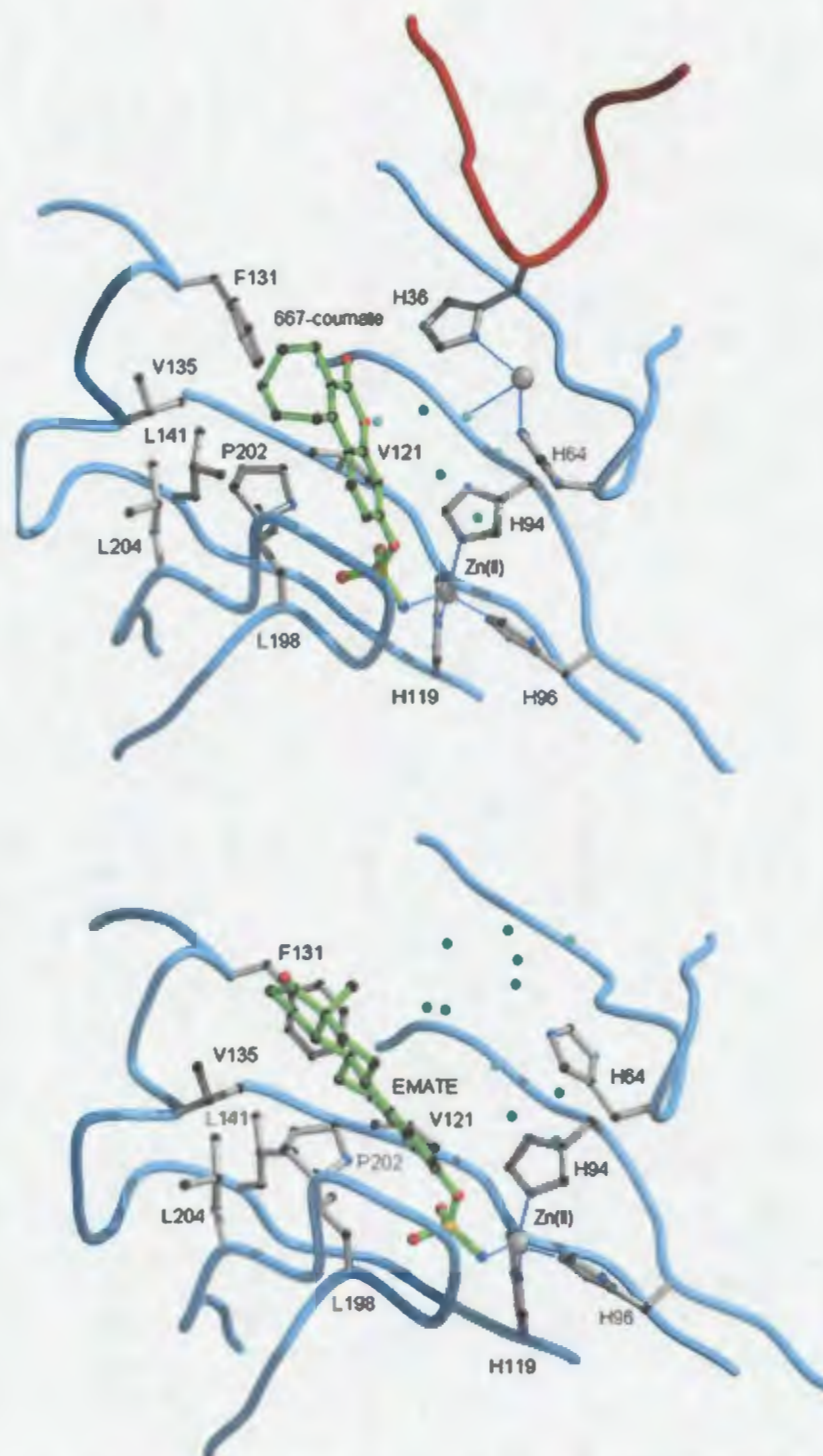 F131
H36
667-coumate
V135
L141
P202
V121
H64
H94
L204
Zn(II)
L198
H119
H96
F131
V135
H64
EMATE
L141
V121
P202
H94
L204
Zn(II)
L198
H96
H119